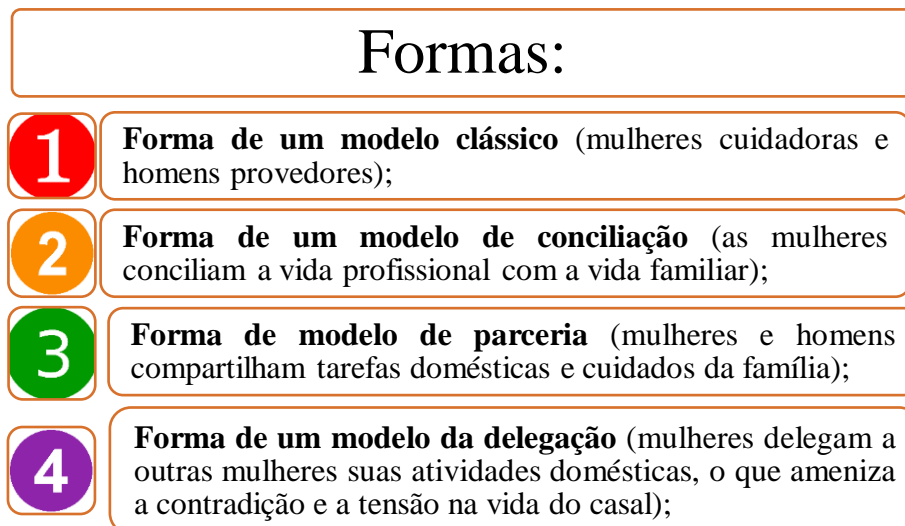 Formas:
1
Forma de um modelo clássico (mulheres cuidadoras e
homens provedores);
2
Forma de um modelo de conciliação (as mulheres
conciliam a vida profissional com a vida familiar);
3
Forma de modelo de parceria (mulheres e homens
compartilham tarefas domésticas e cuidados da família);
4
Forma de um modelo da delegação (mulheres delegam a
outras mulheres suas atividades domésticas, o que ameniza
a contradição e a tensão na vida do casal);